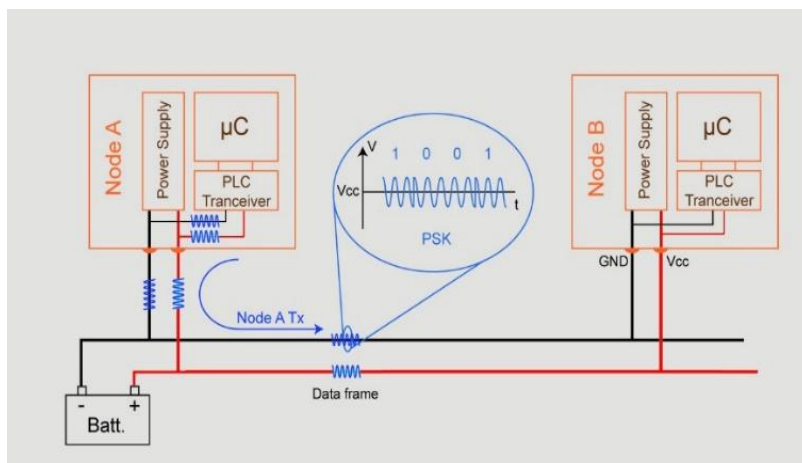 Node A
Power Supply
µC
PLC
Tranceiver
V
1 0 0 1
Vcc
t
PSK
Node B
Power Supply
µC
PLC
Tranceiver
GND
Vcc
Node A Tx
Data frame
- +
Batt.